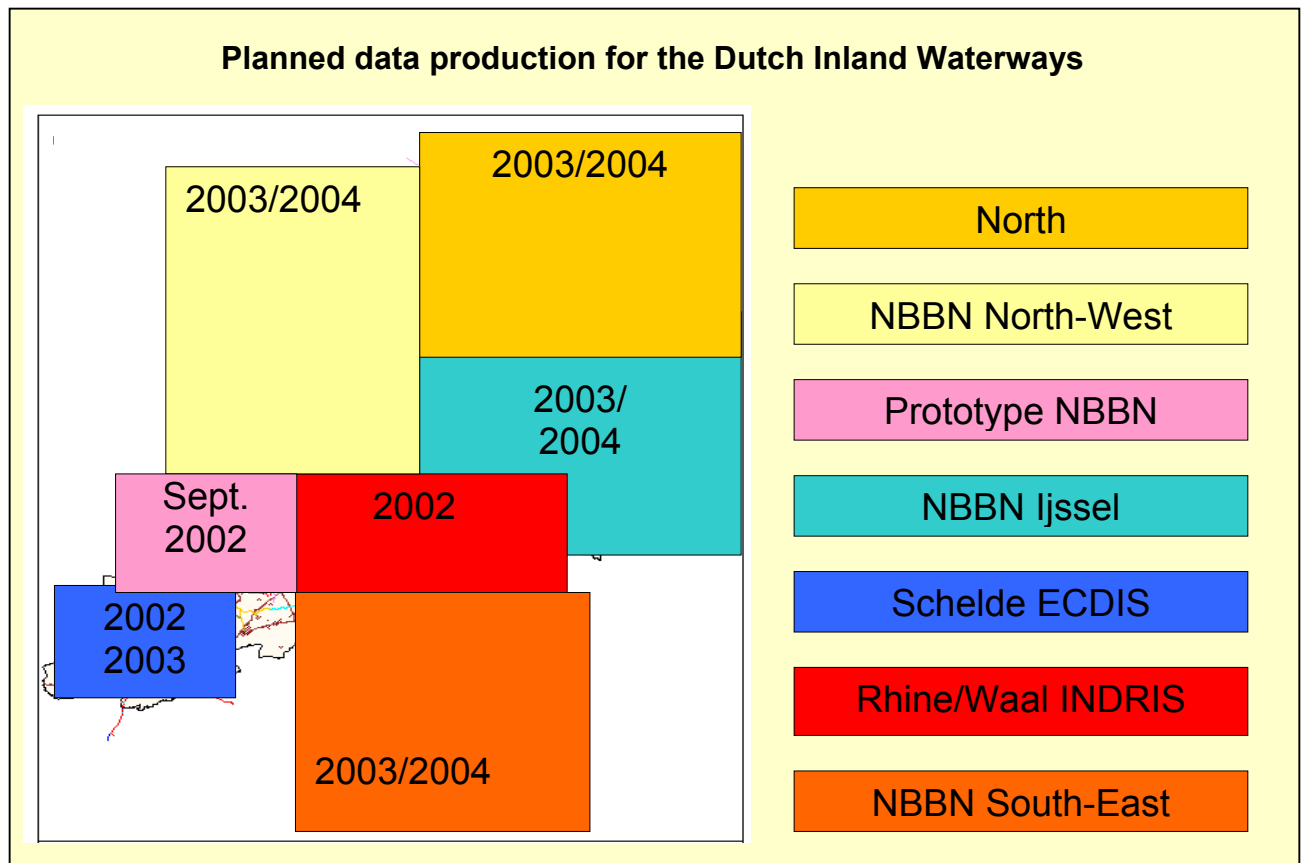 Planned data production for the Dutch Inland Waterways
2003/2004
2003/2004
2003/
2004
Sept.
2002
2002
2002
2003
2003/2004
North
NBBN North-West
Prototype NBBN
NBBN Ijssel
Schelde ECDIS
Rhine/Waal INDRIS
NBBN South-East